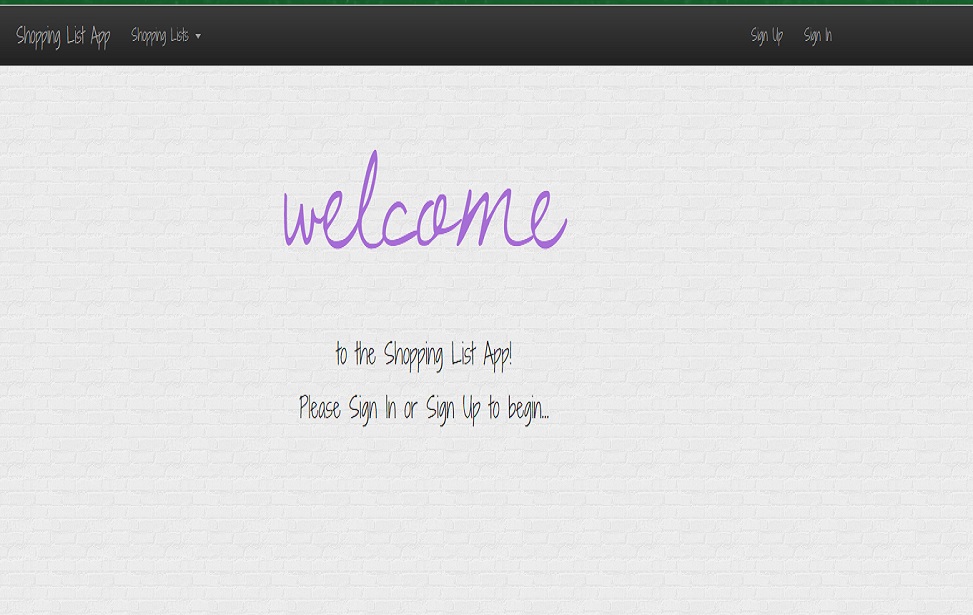 Shopping List App Shopping Lists Sign Up Sign In
welcome
to the Shopping List App!
Please Sign In or Sign Up to begin...